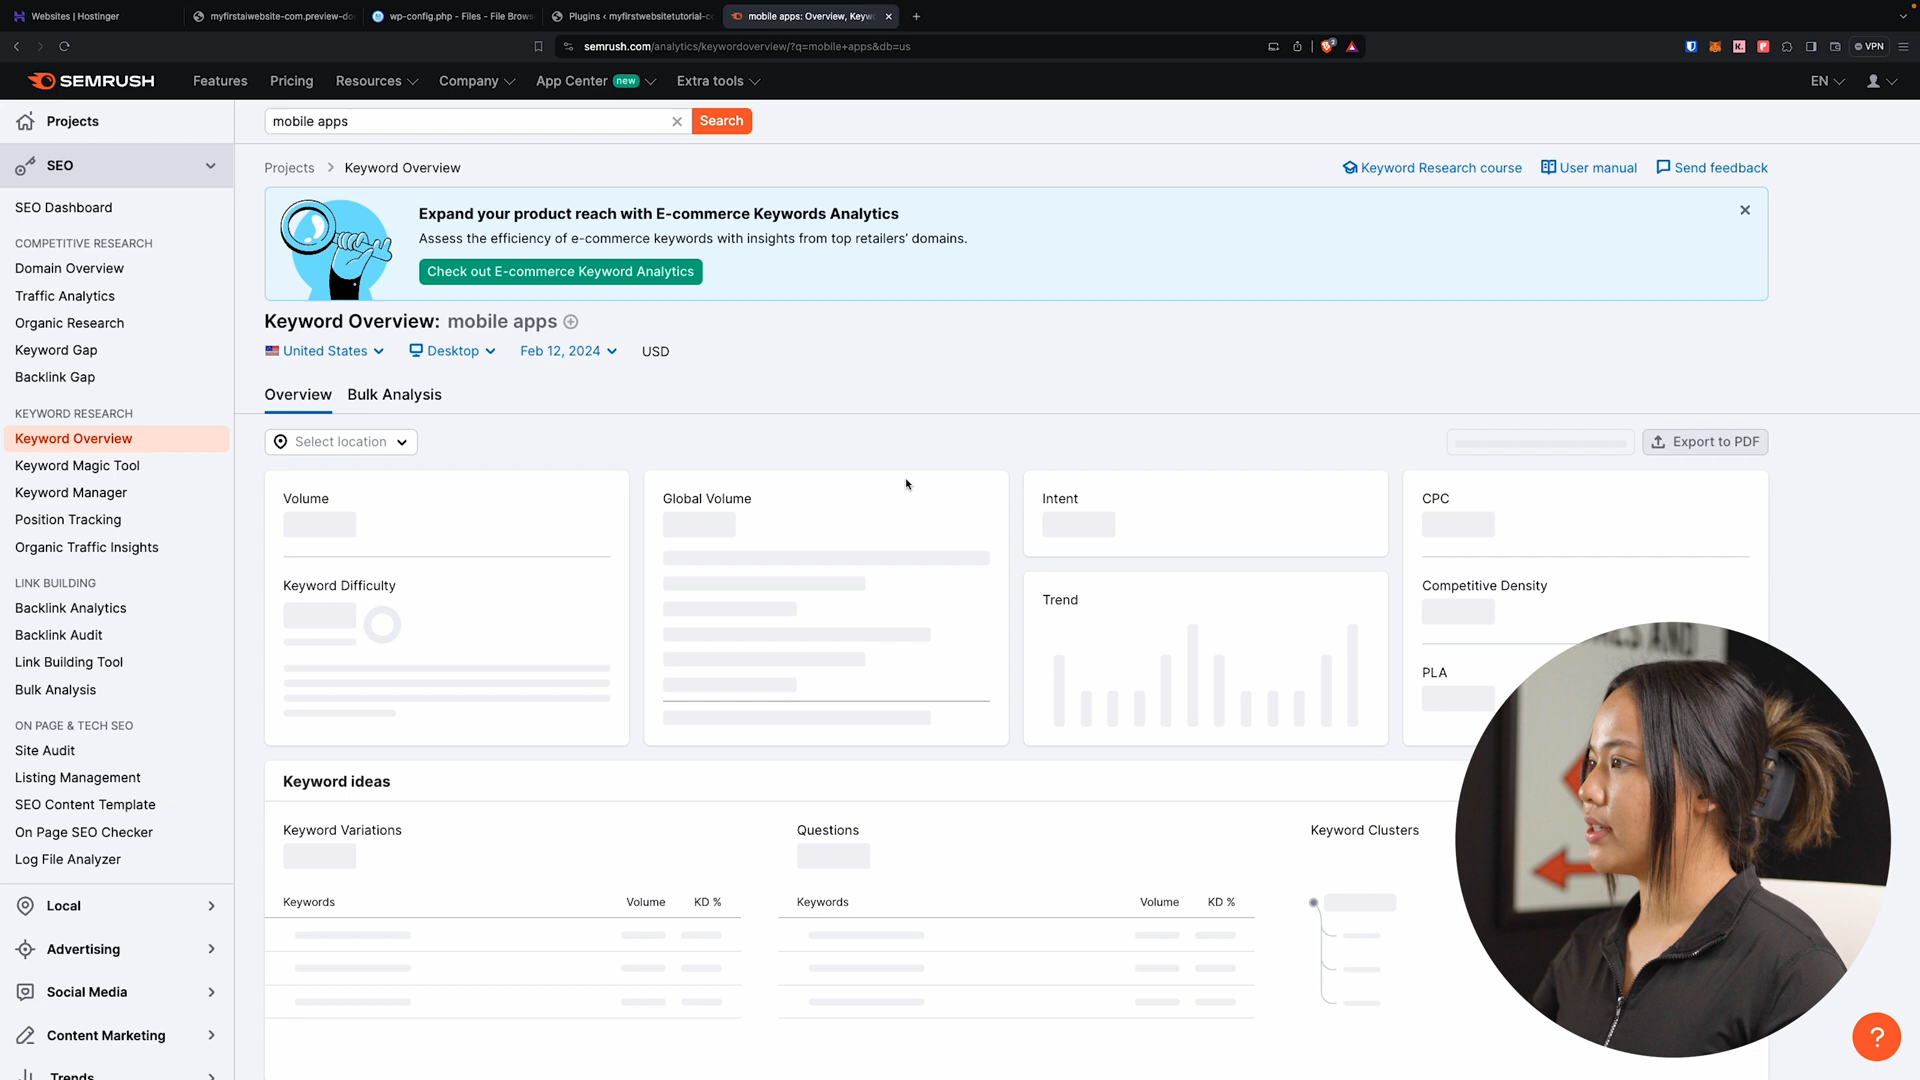 Websites | Hostinger
myfirstaiwebsite-com.preview-do
wp-config.php - Files - File Brows
Plugins ‹ myfirstwebsitetutorial-c
mobile apps: Overview, Keyw
semrush.com/analytics/keywordoverview/?q=mobile+apps&db=us
VPN
SEMRUSH
Features
Pricing
Resources
Company
App Center new
Extra tools
EN
Projects
mobile apps
Search
SEO
Projects > Keyword Overview
Keyword Research course
User manual
Send feedback
SEO Dashboard
Expand your product reach with E-commerce Keywords Analytics
Assess the efficiency of e-commerce keywords with insights from top retailers' domains.
Check out E-commerce Keyword Analytics
COMPETITIVE RESEARCH
Domain Overview
Traffic Analytics
Organic Research
Keyword Gap
Backlink Gap
Keyword Overview: mobile apps
United States
Desktop
Feb 12, 2024
USD
Overview
Bulk Analysis
KEYWORD RESEARCH
Keyword Overview
Keyword Magic Tool
Keyword Manager
Position Tracking
Organic Traffic Insights
Select location
Export to PDF
Volume
Keyword Difficulty
Global Volume
Intent
Trend
CPC
Competitive Density
PLA
LINK BUILDING
Backlink Analytics
Backlink Audit
Link Building Tool
Bulk Analysis
ON PAGE & TECH SEO
Site Audit
Listing Management
SEO Content Template
On Page SEO Checker
Log File Analyzer
Keyword ideas
Keyword Variations
Questions
Keyword Clusters
Keywords
Volume
KD %
Keywords
Volume
KD %
Local
Advertising
Social Media
Content Marketing
Trends
?